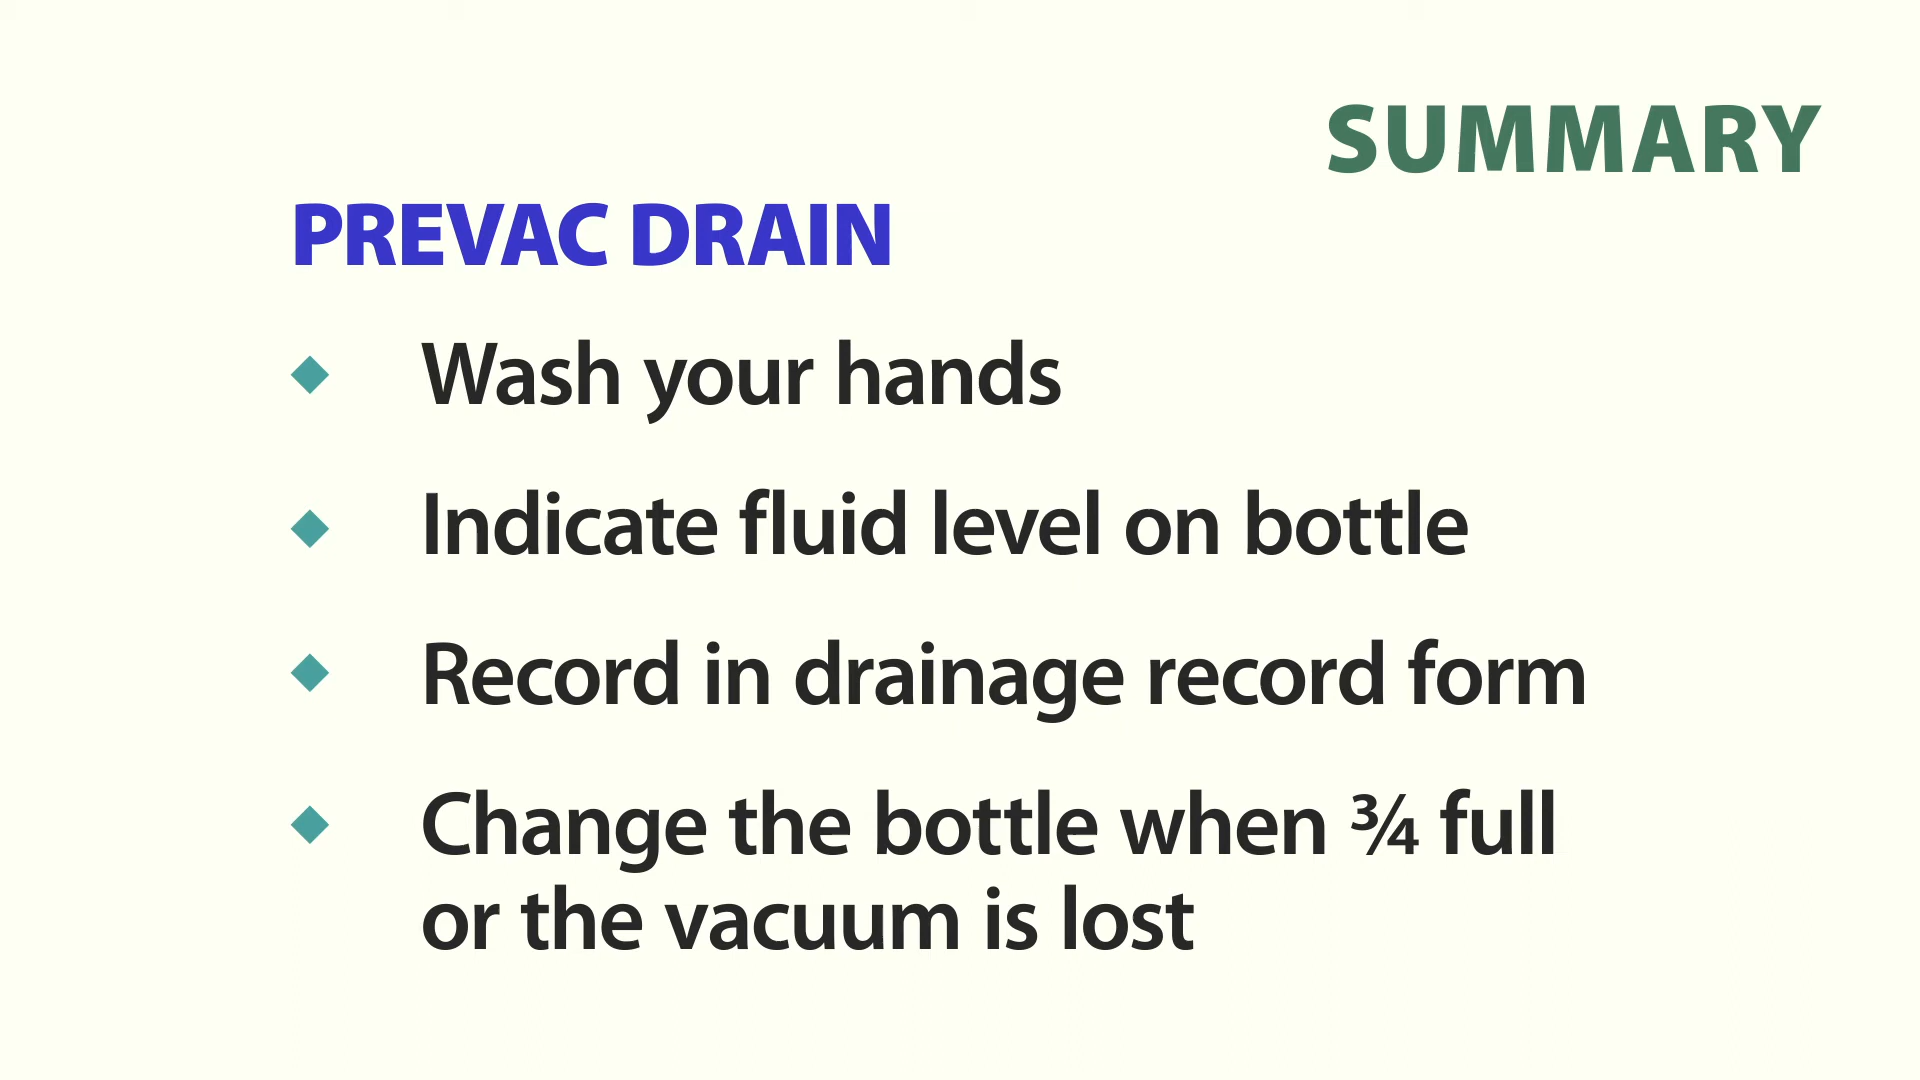 SUMMARY
PREVAC DRAIN
Wash your hands
Indicate fluid level on bottle
Record in drainage record form
Change the bottle when ¾ full
or the vacuum is lost